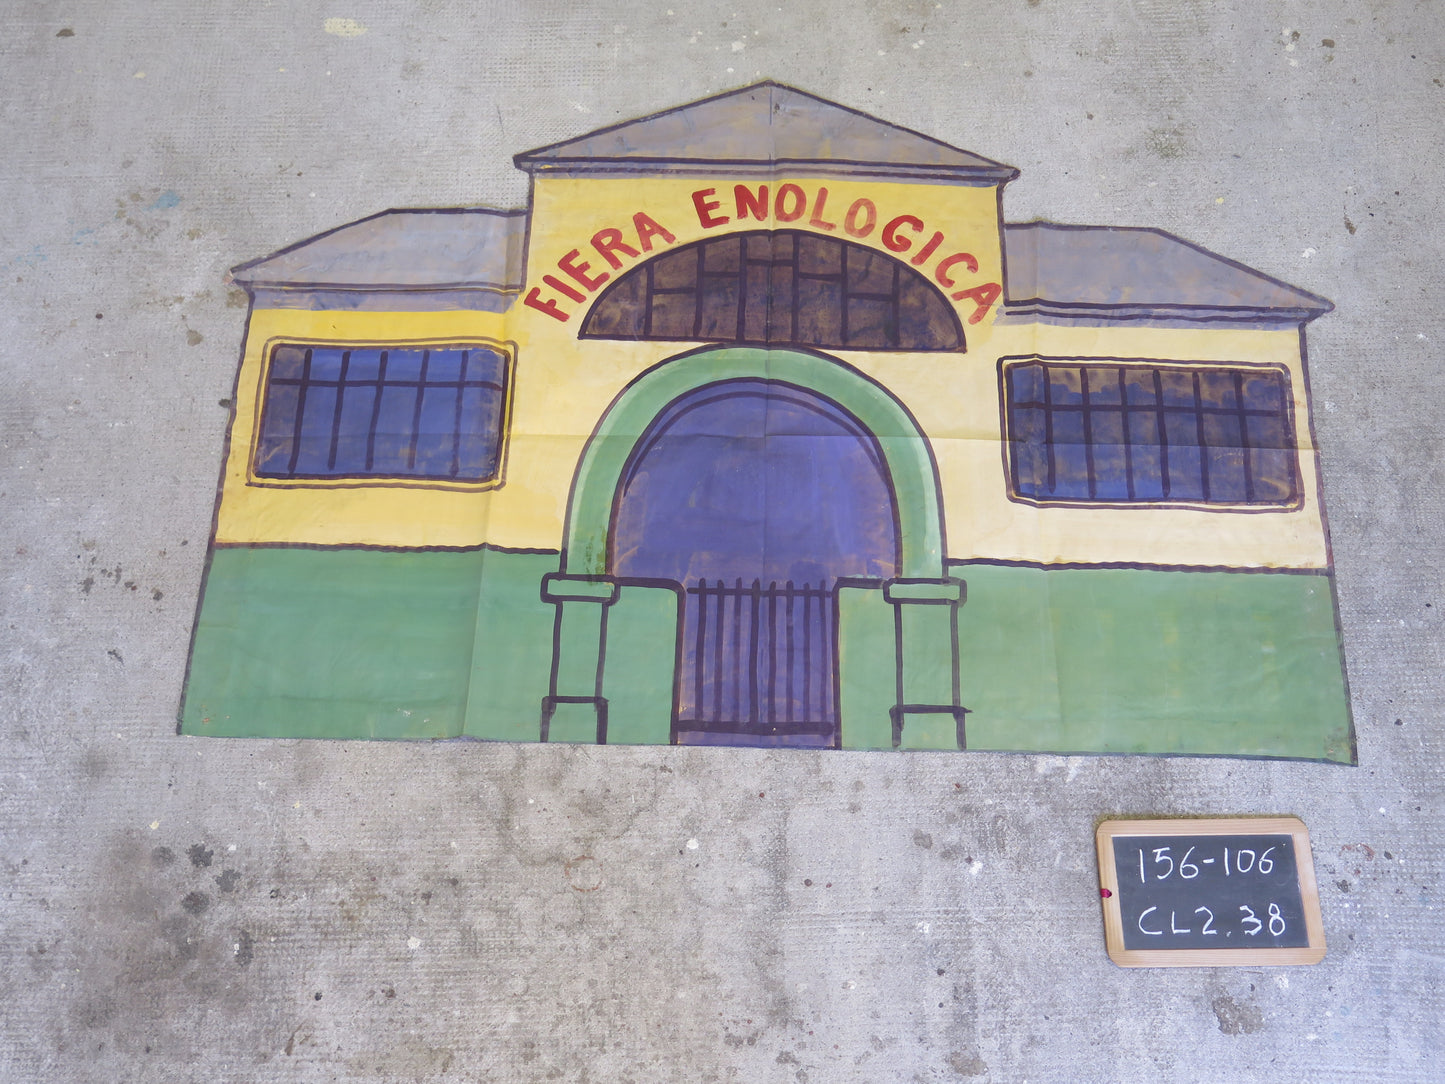 FIERA ENOLOGICA
156-106
CL2.38